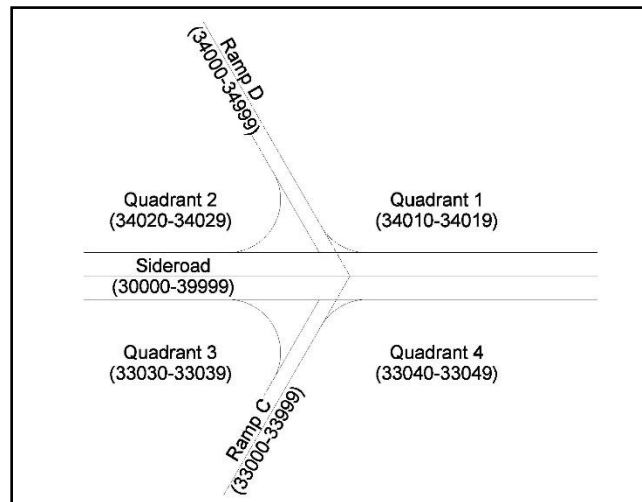 Ramp D
(34000-34999)
Quadrant 2
(34020-34029)
Quadrant 1
(34010-34019)
Sideroad
(30000-39999)
Quadrant 3
(33030-33039)
Quadrant 4
(33040-33049)
Ramp C
(33000-33999)